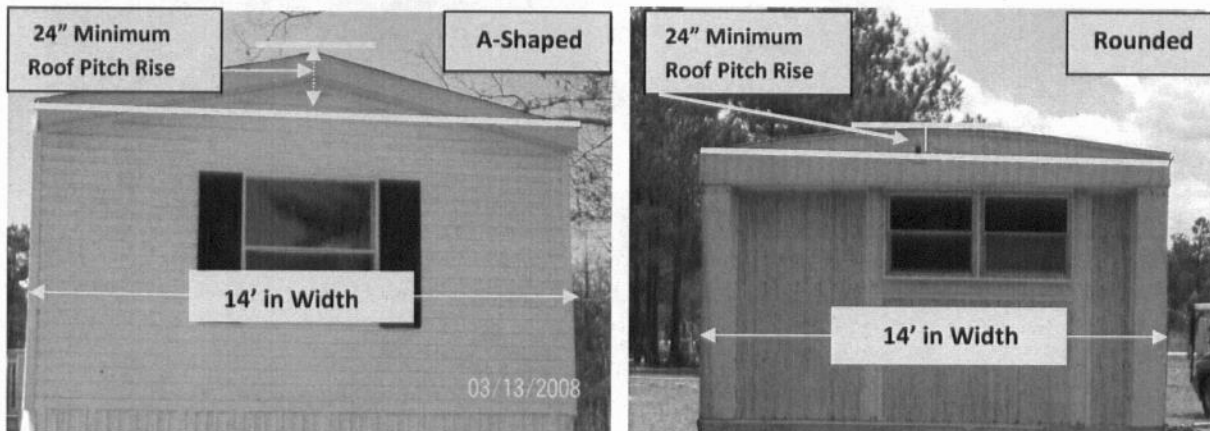 24” Minimum
Roof Pitch Rise
A-Shaped
14’ in Width
03/13/2008
24” Minimum
Roof Pitch Rise
Rounded
14’ in Width